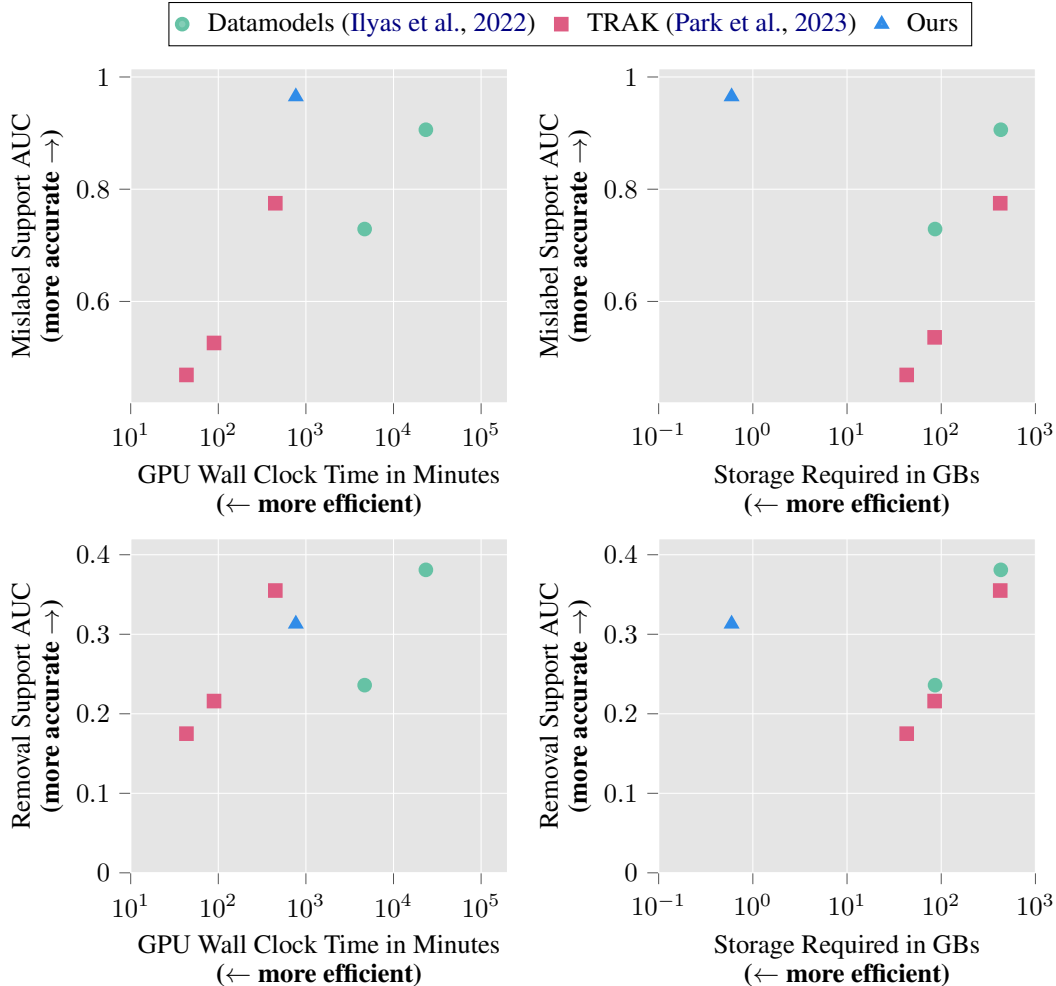 Datamodels (Ilyas et al., 2022) TRAK (Park et al., 2023) Ours
Mislabel Support AUC
(more accurate →)
1
0.8
0.6
10^1 10^2 10^3 10^4 10^5
GPU Wall Clock Time in Minutes
(← more efficient)
Mislabel Support AUC
(more accurate →)
1
0.8
0.6
10^−1 10^0 10^1 10^2 10^3
Storage Required in GBs
(← more efficient)
Removal Support AUC
(more accurate →)
0.4
0.3
0.2
0.1
0
10^1 10^2 10^3 10^4 10^5
GPU Wall Clock Time in Minutes
(← more efficient)
Removal Support AUC
(more accurate →)
0.4
0.3
0.2
0.1
0
10^−1 10^0 10^1 10^2 10^3
Storage Required in GBs
(← more efficient)